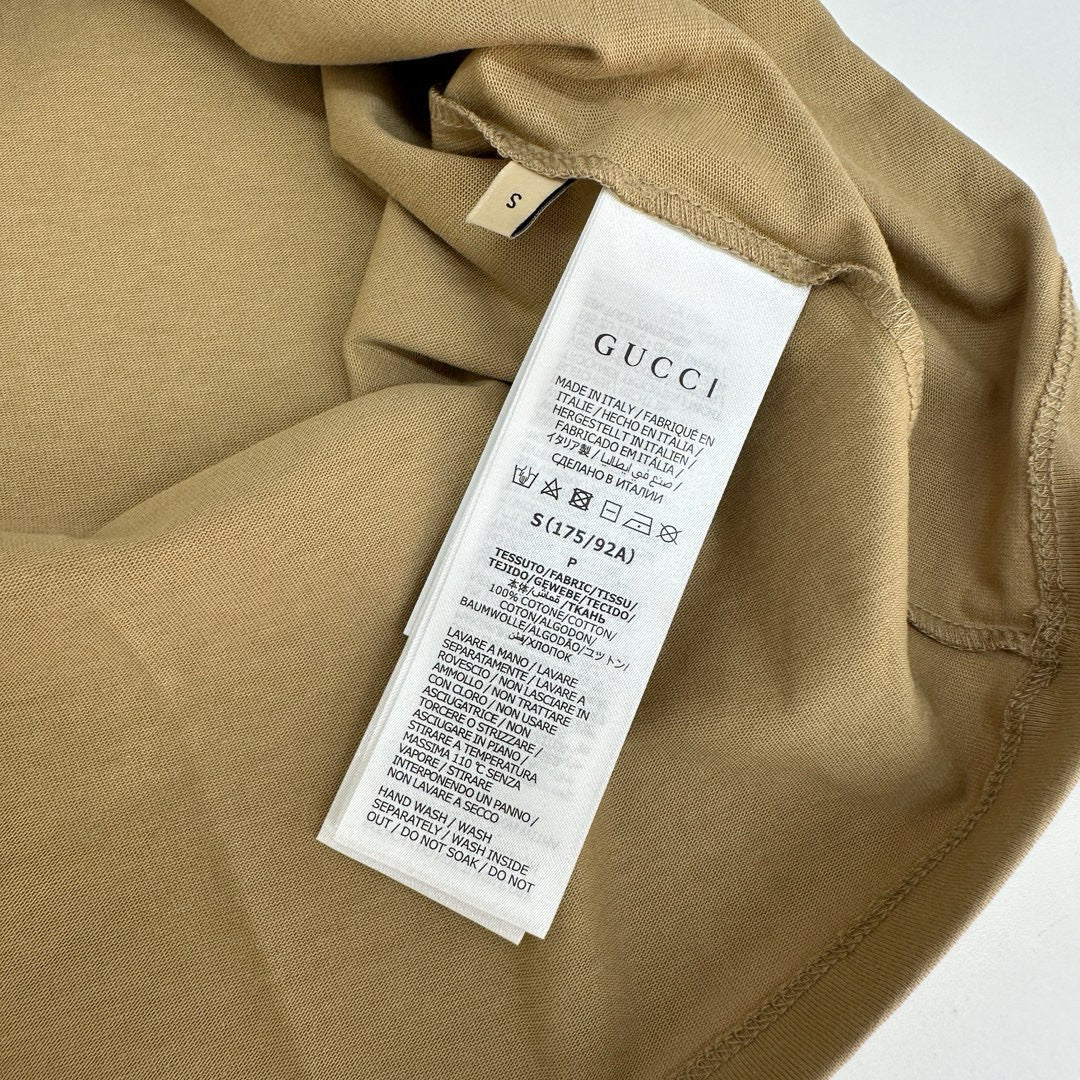 S
GUCCI
MADE IN ITALY / FABRIQUÉ EN
ITALIE / HECHO EN ITALIA /
HERGESTELLT IN ITALIEN /
FABRICADO EM ITÁLIA /
イタリア製 / صنع في إيطاليا /
СДЕЛАНО В ИТАЛИИ
S(175/92A)
P
TESSUTO/FABRIC/TISSU/
TEJIDO/GEWEBE/TECIDO/
本体/قماش/ТКАНЬ
100% COTONE/COTTON/
COTON/ALGODON/
BAUMWOLLE/ALGODÃO/コットン/
قطن/ХЛОПОК
LAVARE A MANO / LAVARE
SEPARATAMENTE / LAVARE A
ROVESCIO / NON LASCIARE IN
AMMOLLO / NON TRATTARE
CON CLORO / NON USARE
ASCIUGATRICE / NON
TORCERE O STRIZZARE /
ASCIUGARE IN PIANO /
STIRARE A TEMPERATURA
MASSIMA 110 °C SENZA
VAPORE / STIRARE
INTERPONENDO UN PANNO /
NON LAVARE A SECCO
HAND WASH / WASH
SEPARATELY / WASH INSIDE
OUT / DO NOT SOAK / DO NOT